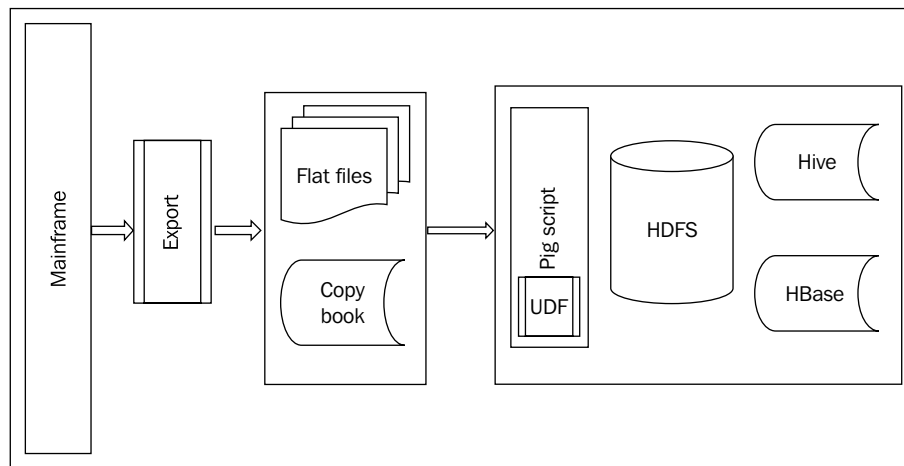 Mainframe
Export
Flat files
Copy
book
Pig script
UDF
HDFS
Hive
HBase